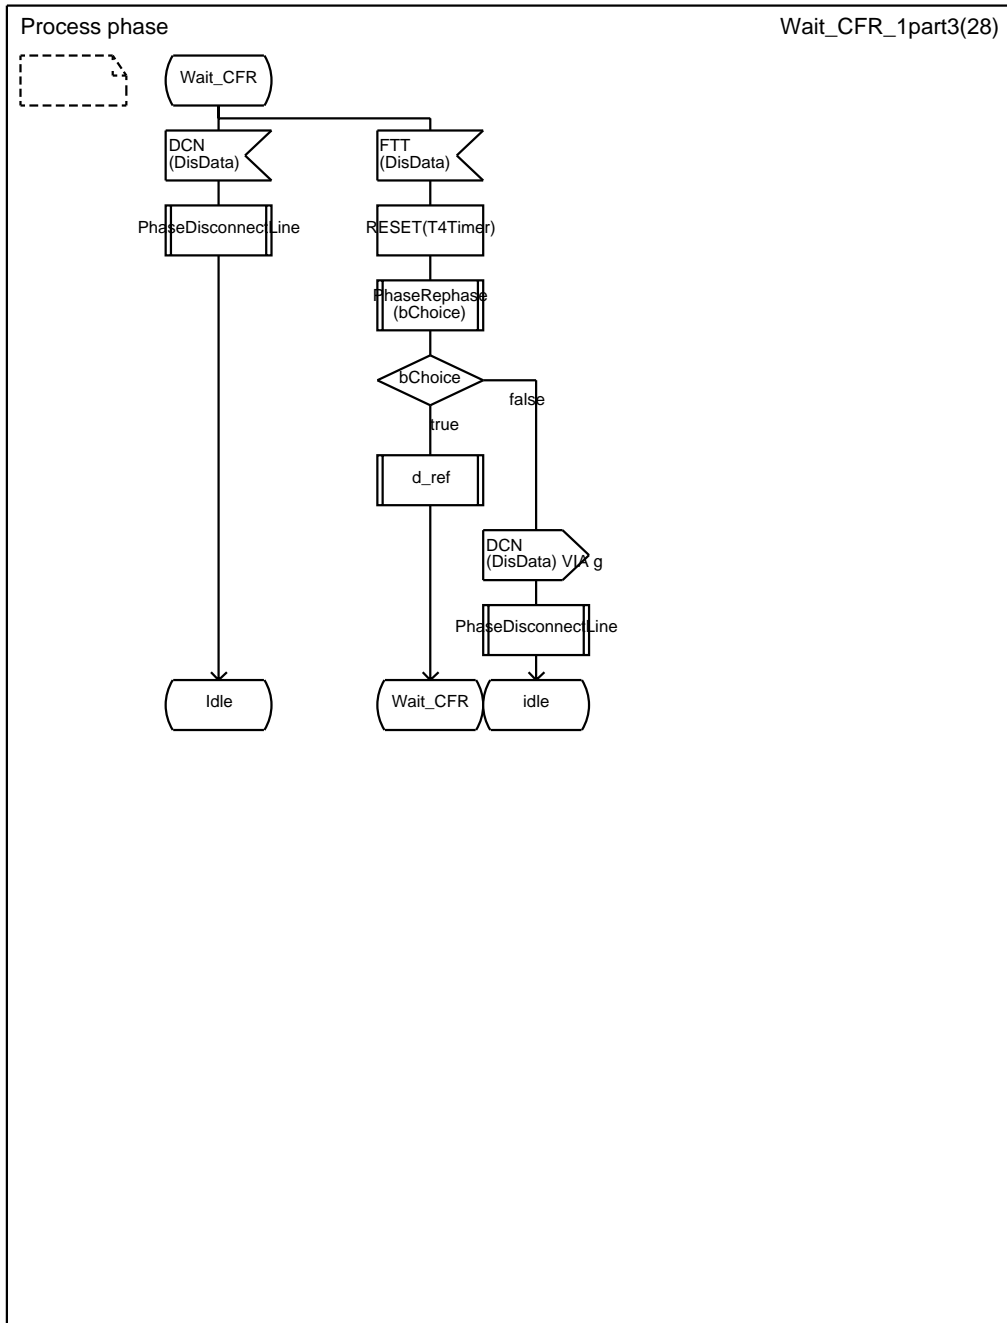 Process phase
Wait_CFR_1part3(28)
Wait_CFR
DCN
(DisData)
FTT
(DisData)
PhaseDisconnectLine
RESET(T4Timer)
PhaseRephase
(bChoice)
bChoice
false
true
d_ref
DCN
(DisData) VIA g
PhaseDisconnectLine
Idle
Wait_CFR
idle